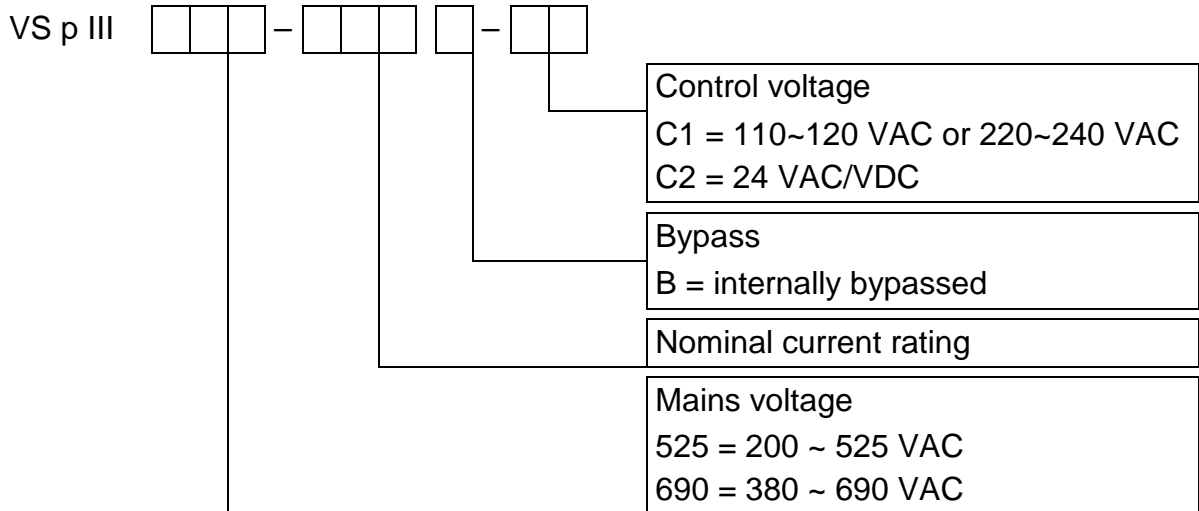 VS p III – –
Control voltage
C1 = 110~120 VAC or 220~240 VAC
C2 = 24 VAC/VDC
Bypass
B = internally bypassed
Nominal current rating
Mains voltage
525 = 200 ~ 525 VAC
690 = 380 ~ 690 VAC